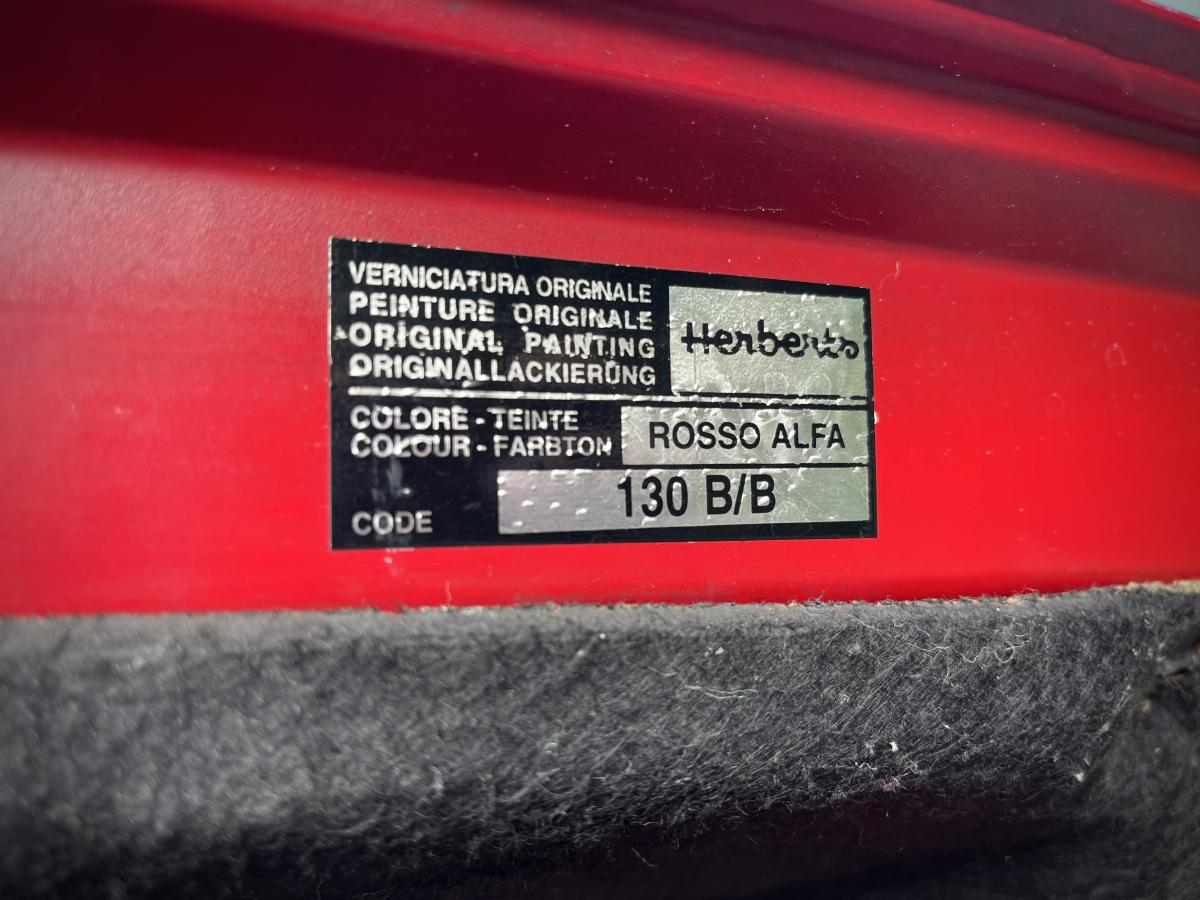 VERNICIATURA ORIGINALE
PEINTURE ORIGINALE
ORIGINAL PAINTING
ORIGINALLACKIERUNG
Herberts
COLORE - TEINTE
COLOUR - FARBTON
ROSSO ALFA
CODE
130 B/B